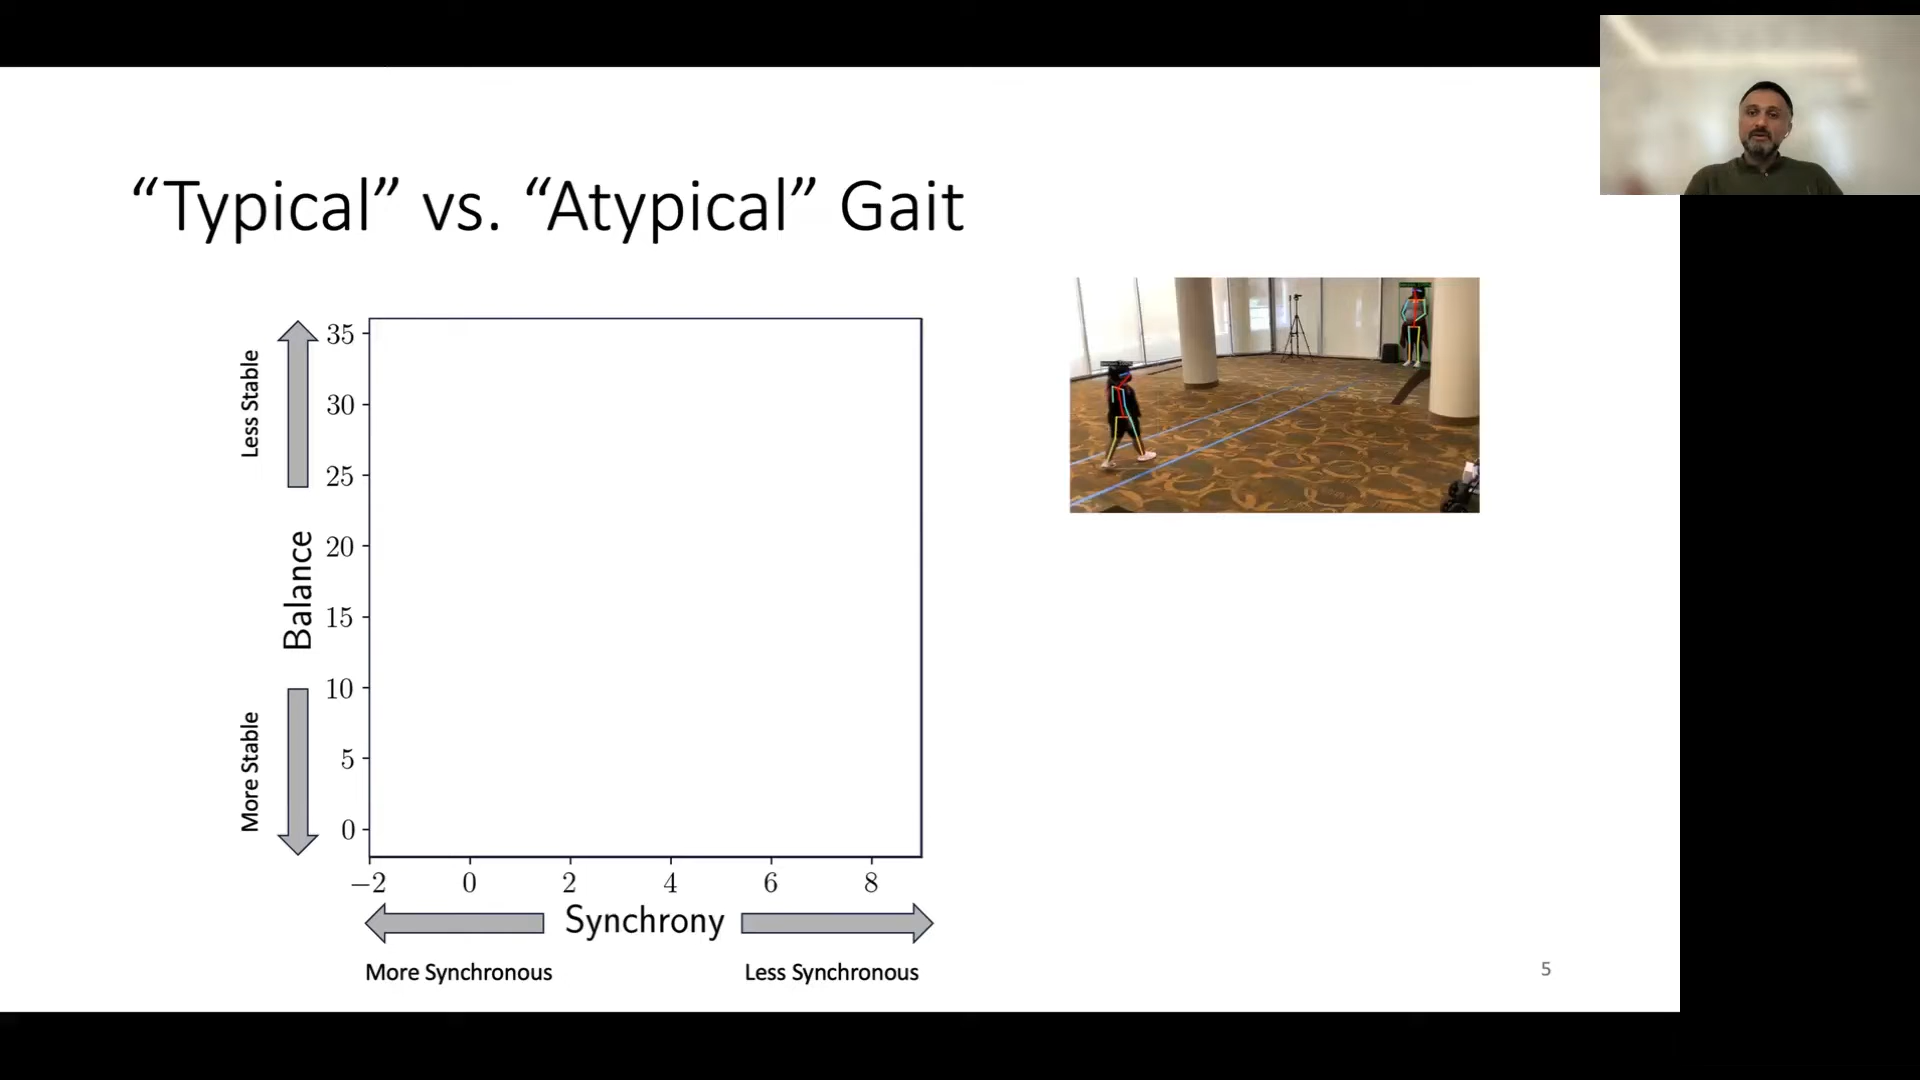 “Typical” vs. “Atypical” Gait
Less Stable
Balance
More Stable
35
30
25
20
15
10
5
0
−2 0 2 4 6 8
Synchrony
More Synchronous Less Synchronous
5